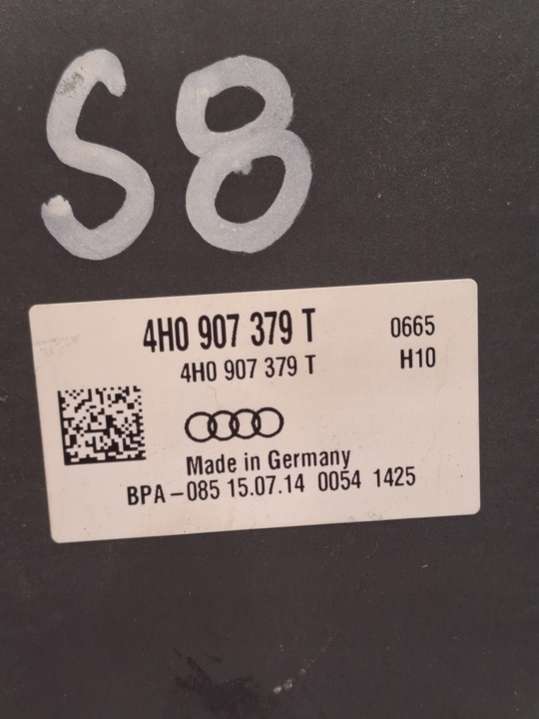 S8
4H0 907 379 T 0665
4H0 907 379 T H10
Made in Germany
BPA-085 15.07.14 0054 1425